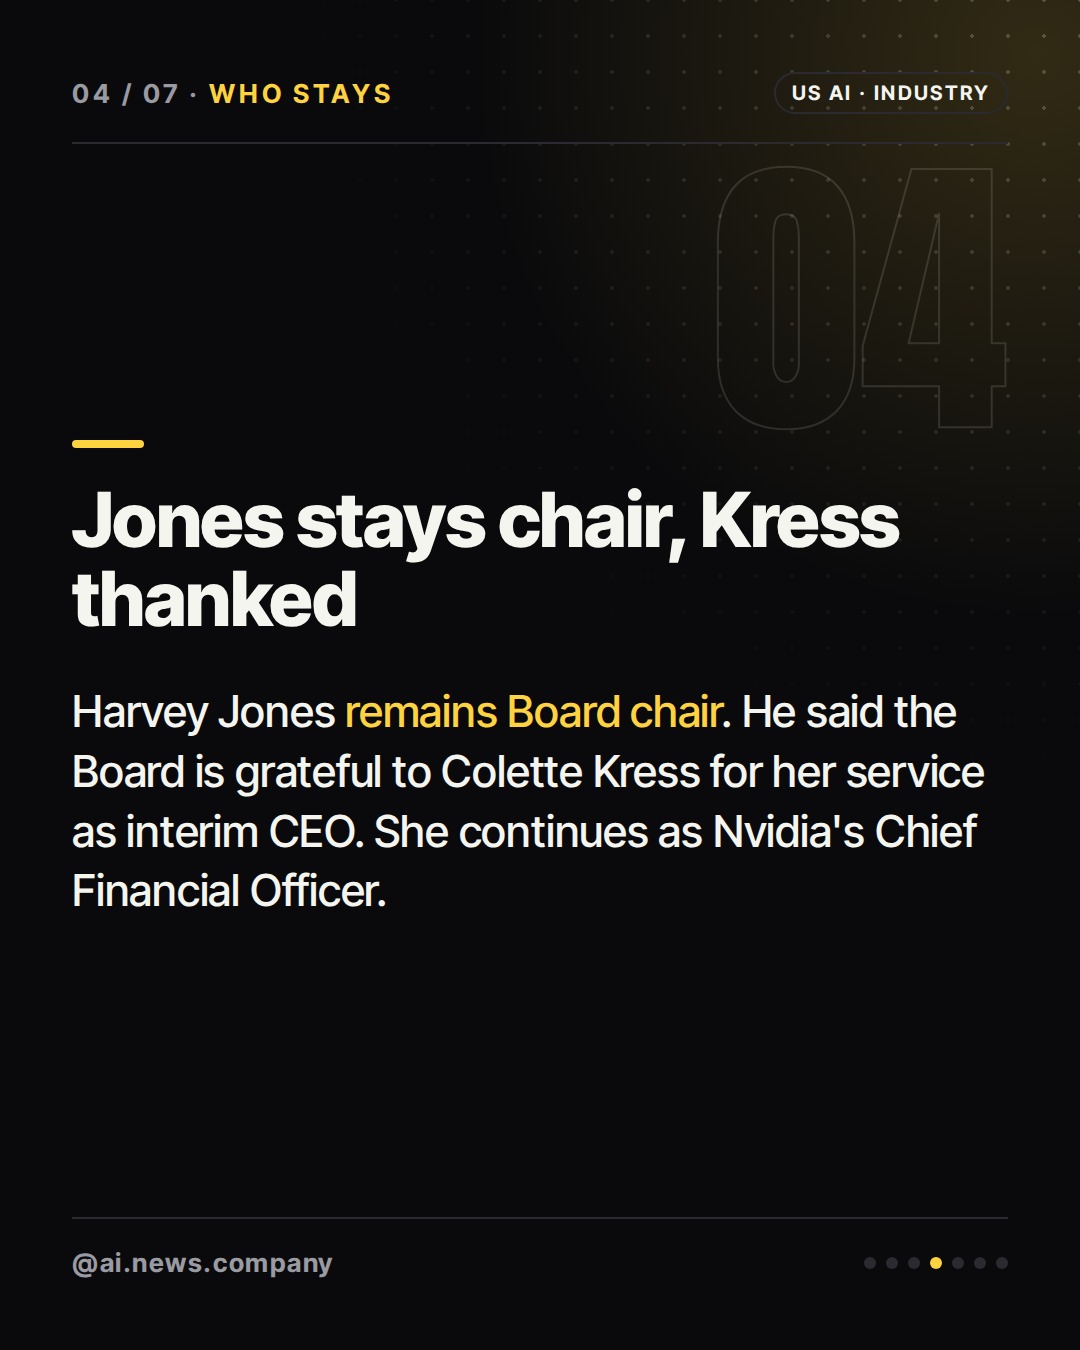 04 / 07 · WHO STAYS
US AI · INDUSTRY
04
Jones stays chair, Kress
thanked
Harvey Jones remains Board chair. He said the
Board is grateful to Colette Kress for her service
as interim CEO. She continues as Nvidia's Chief
Financial Officer.
@ai.news.company